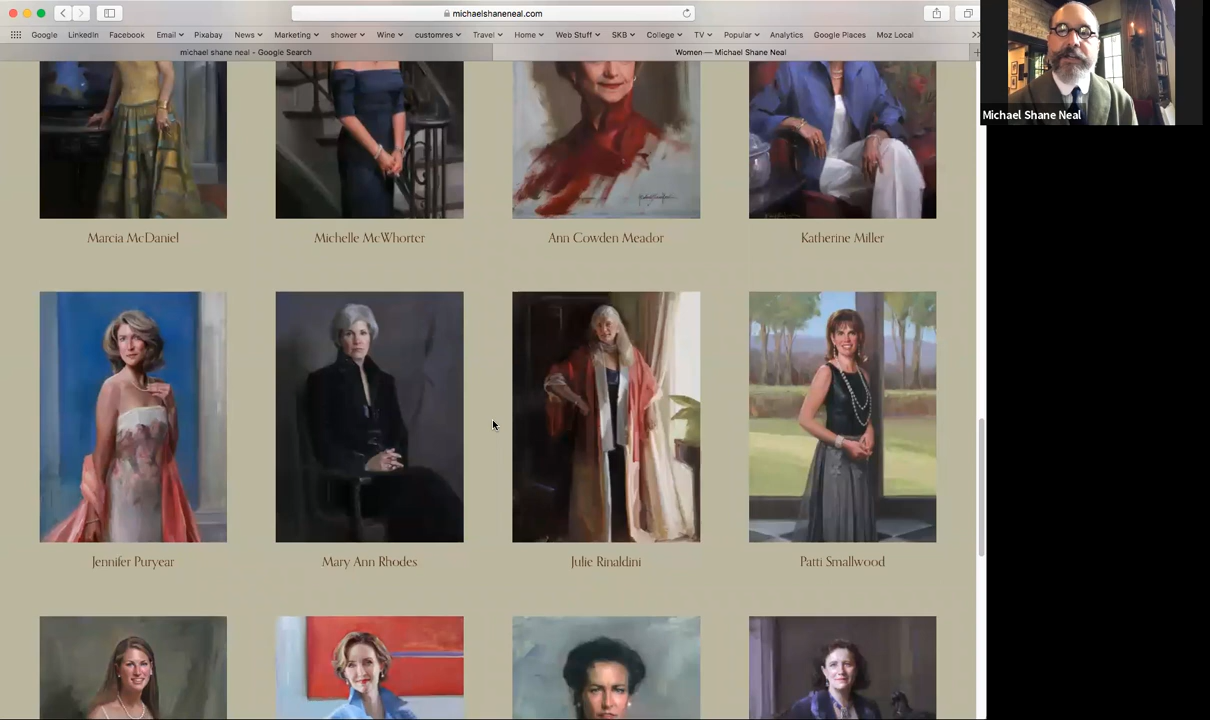 michaelshaneneal.com
Google LinkedIn Facebook Email Pixabay News Marketing shower Wine customres Travel Home Web Stuff SKB College TV Popular Analytics Google Places Moz Local
michael shane neal - Google Search
Women — Michael Shane Neal
Michael Shane Neal
Marcia McDaniel
Michelle McWhorter
Ann Cowden Meador
Katherine Miller
Jennifer Puryear
Mary Ann Rhodes
Julie Rinaldini
Patti Smallwood